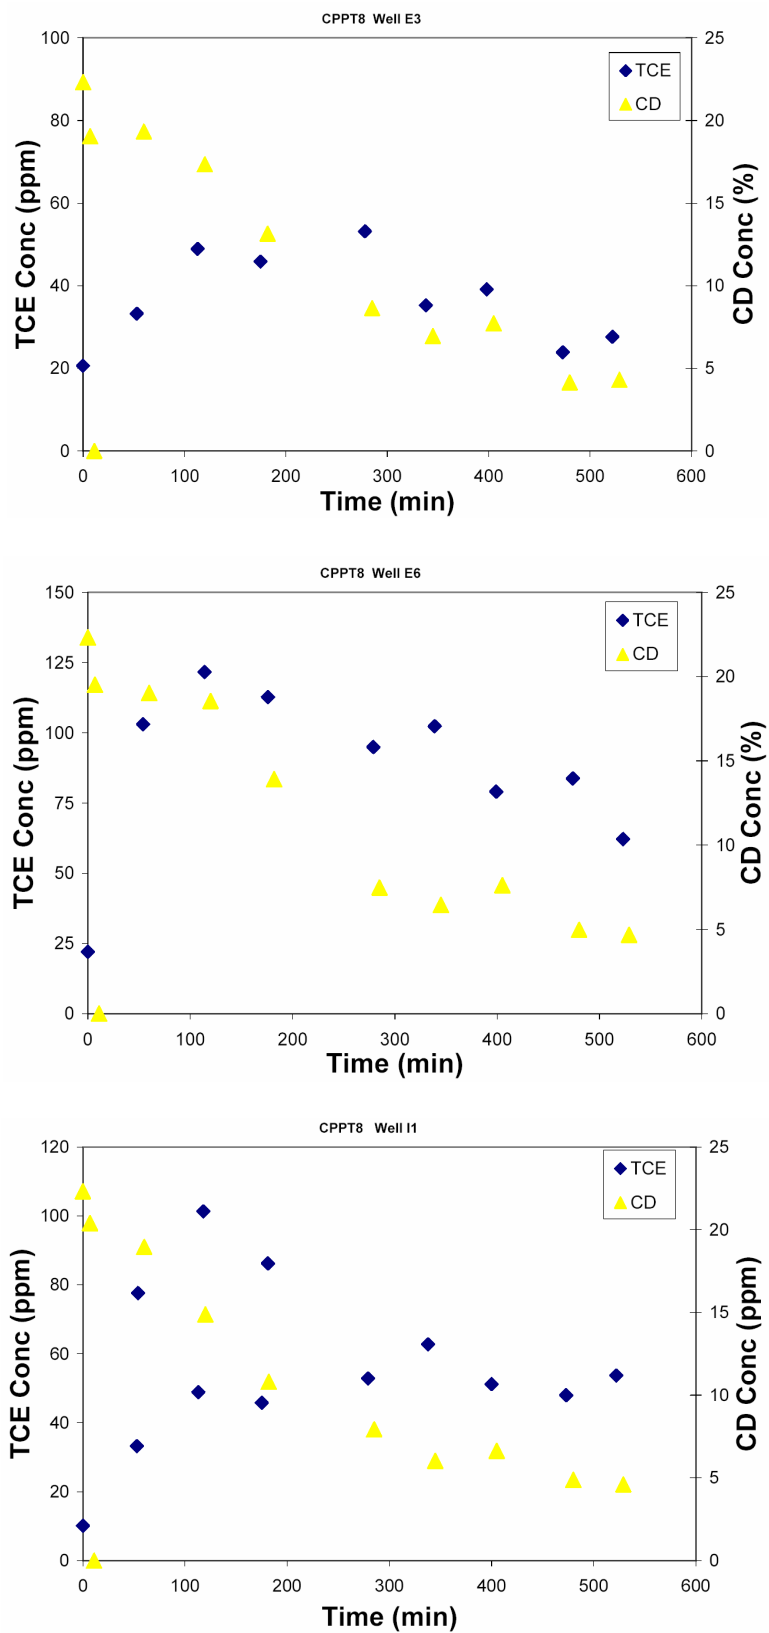 CPPT8 Well E3
100
80
60
40
20
0
25
20
15
10
5
0
TCE
CD
TCE Conc (ppm)
CD Conc (%)
0 100 200 300 400 500 600
Time (min)
CPPT8 Well E6
150
125
100
75
50
25
0
25
20
15
10
5
0
TCE
CD
TCE Conc (ppm)
CD Conc (%)
0 100 200 300 400 500 600
Time (min)
CPPT8 Well I1
120
100
80
60
40
20
0
25
20
15
10
5
0
TCE
CD
TCE Conc (ppm)
CD Conc (ppm)
0 100 200 300 400 500 600
Time (min)